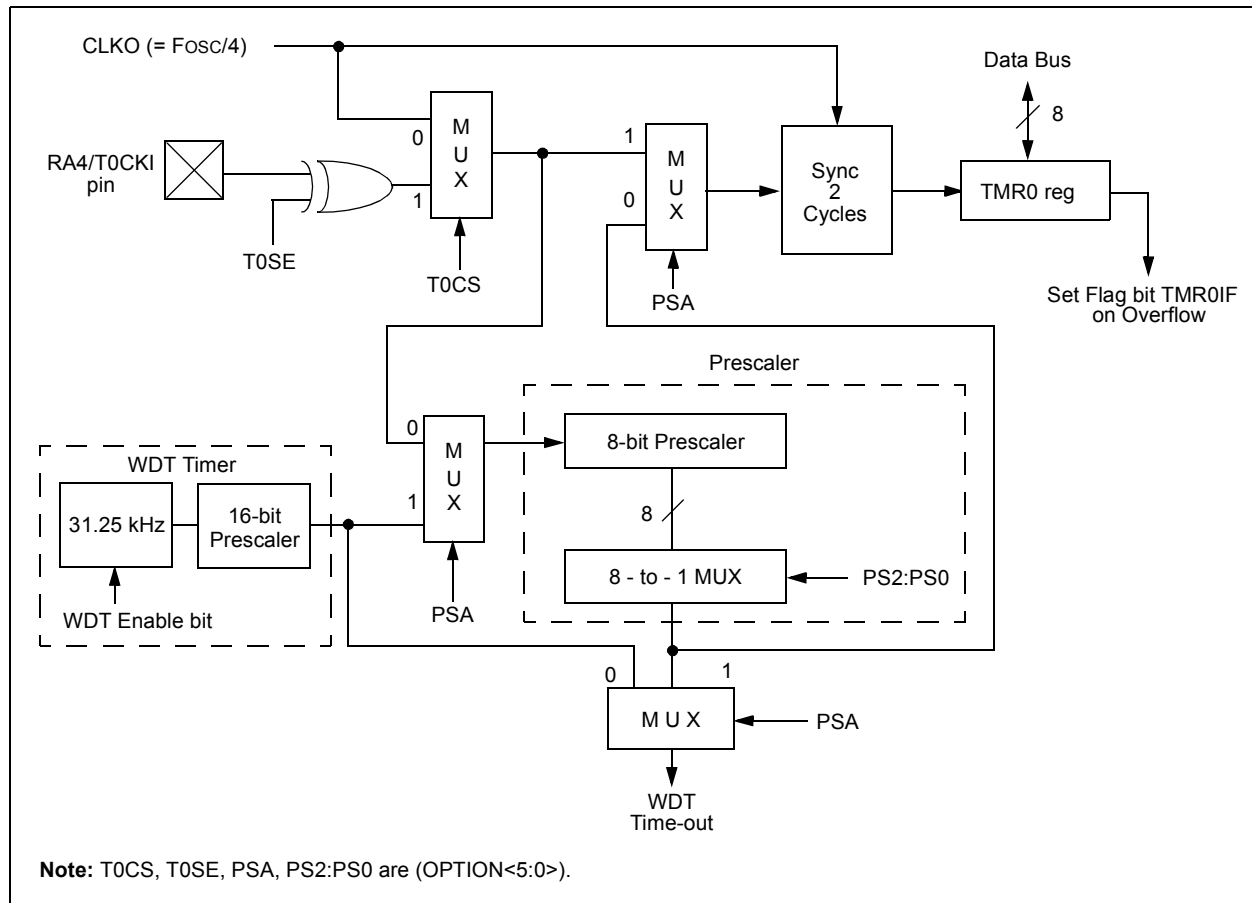 CLKO (= FOSC/4)
Data Bus
8
RA4/T0CKI
pin
T0SE
0
1
M
U
X
T0CS
1
0
M
U
X
PSA
Sync
2
Cycles
TMR0 reg
Set Flag bit TMR0IF
on Overflow
Prescaler
0
1
M
U
X
PSA
8-bit Prescaler
8
8 - to - 1 MUX
PS2:PS0
WDT Timer
31.25 kHz
16-bit
Prescaler
WDT Enable bit
0
1
M U X
PSA
WDT
Time-out
Note: T0CS, T0SE, PSA, PS2:PS0 are (OPTION<5:0>).